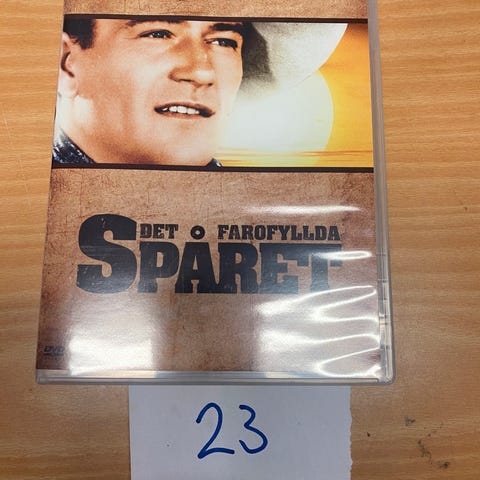 DET FAROFYLLDA
SPÅRET
DVD
23